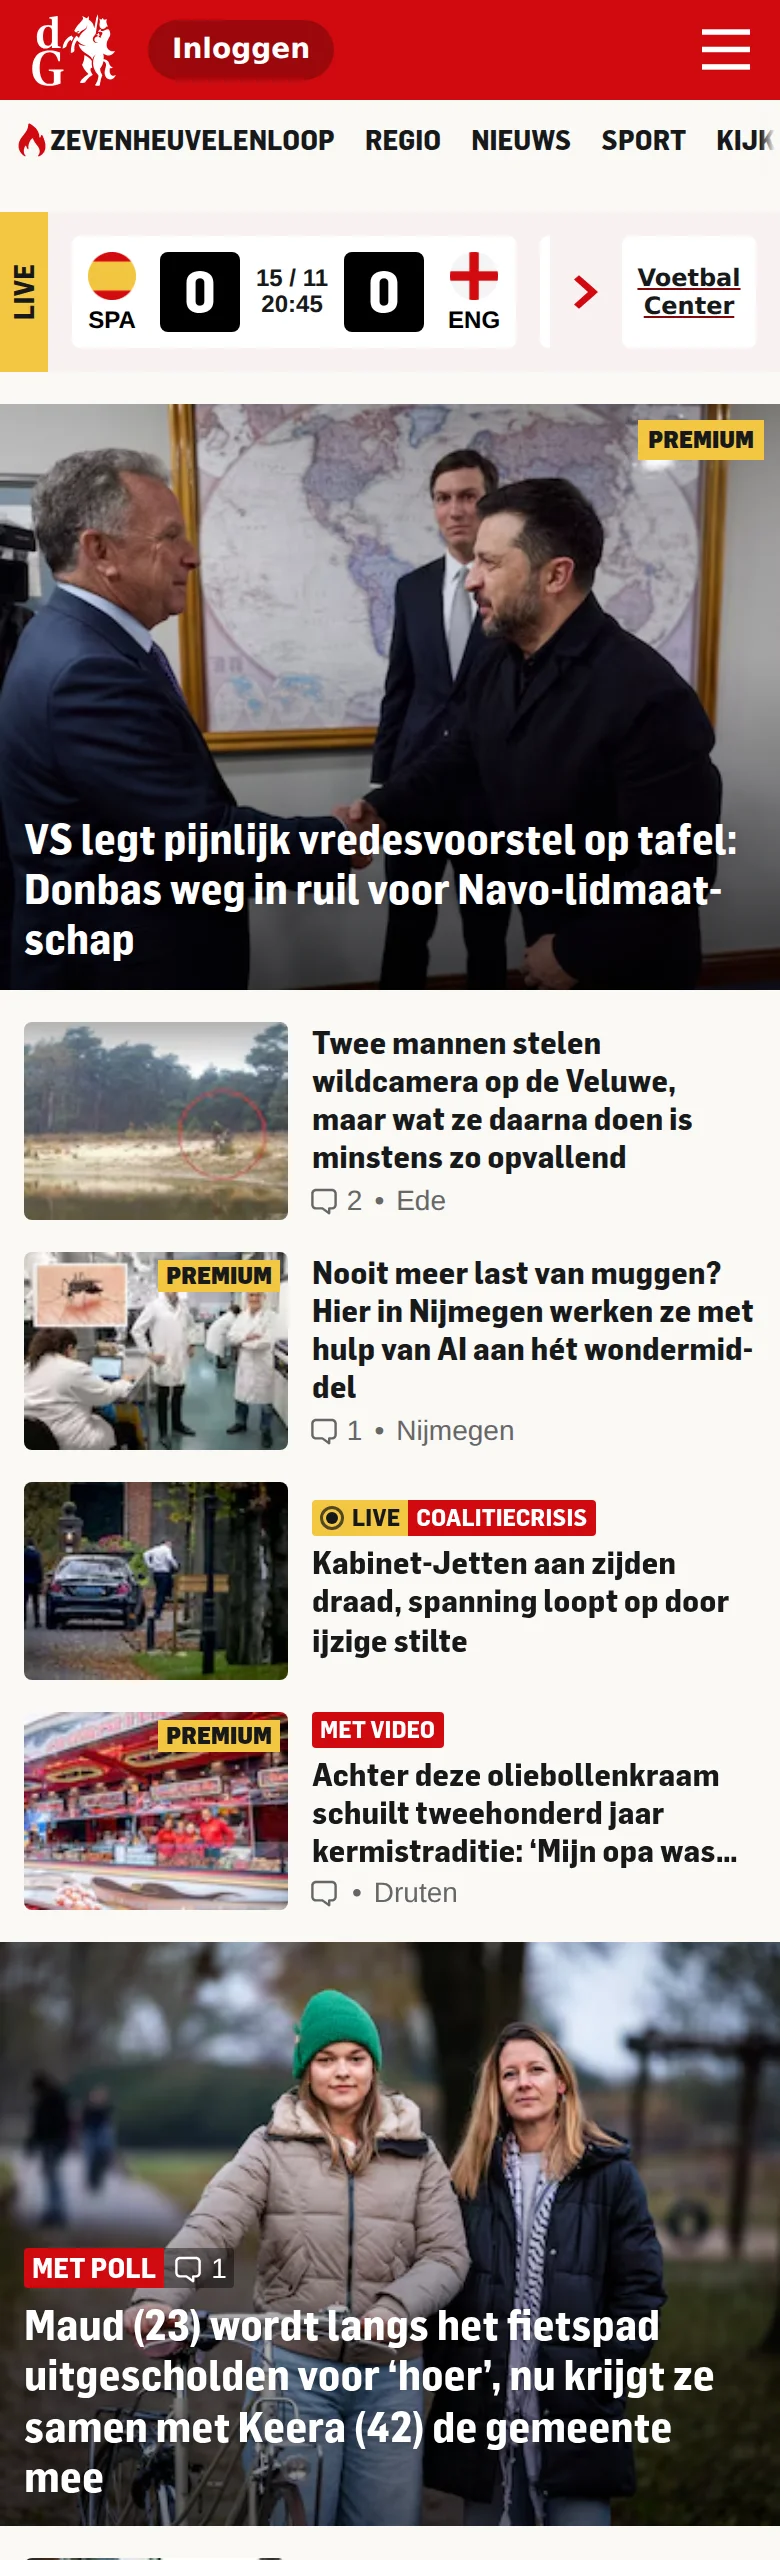 dG
Inloggen
ZEVENHEUVELENLOOP REGIO NIEUWS SPORT KIJK
LIVE
SPA
0
15 / 11
20:45
0
ENG
Voetbal
Center
PREMIUM
VS legt pijnlijk vredesvoorstel op tafel:
Donbas weg in ruil voor Navo-lidmaat-
schap
Twee mannen stelen
wildcamera op de Veluwe,
maar wat ze daarna doen is
minstens zo opvallend
2 • Ede
PREMIUM
Nooit meer last van muggen?
Hier in Nijmegen werken ze met
hulp van AI aan hét wondermid-
del
1 • Nijmegen
LIVE COALITIECRISIS
Kabinet-Jetten aan zijden
draad, spanning loopt op door
ijzige stilte
PREMIUM
MET VIDEO
Achter deze oliebollenkraam
schuilt tweehonderd jaar
kermistraditie: ‘Mijn opa was...
• Druten
MET POLL 1
Maud (23) wordt langs het fietspad
uitgescholden voor ‘hoer’, nu krijgt ze
samen met Keera (42) de gemeente
mee